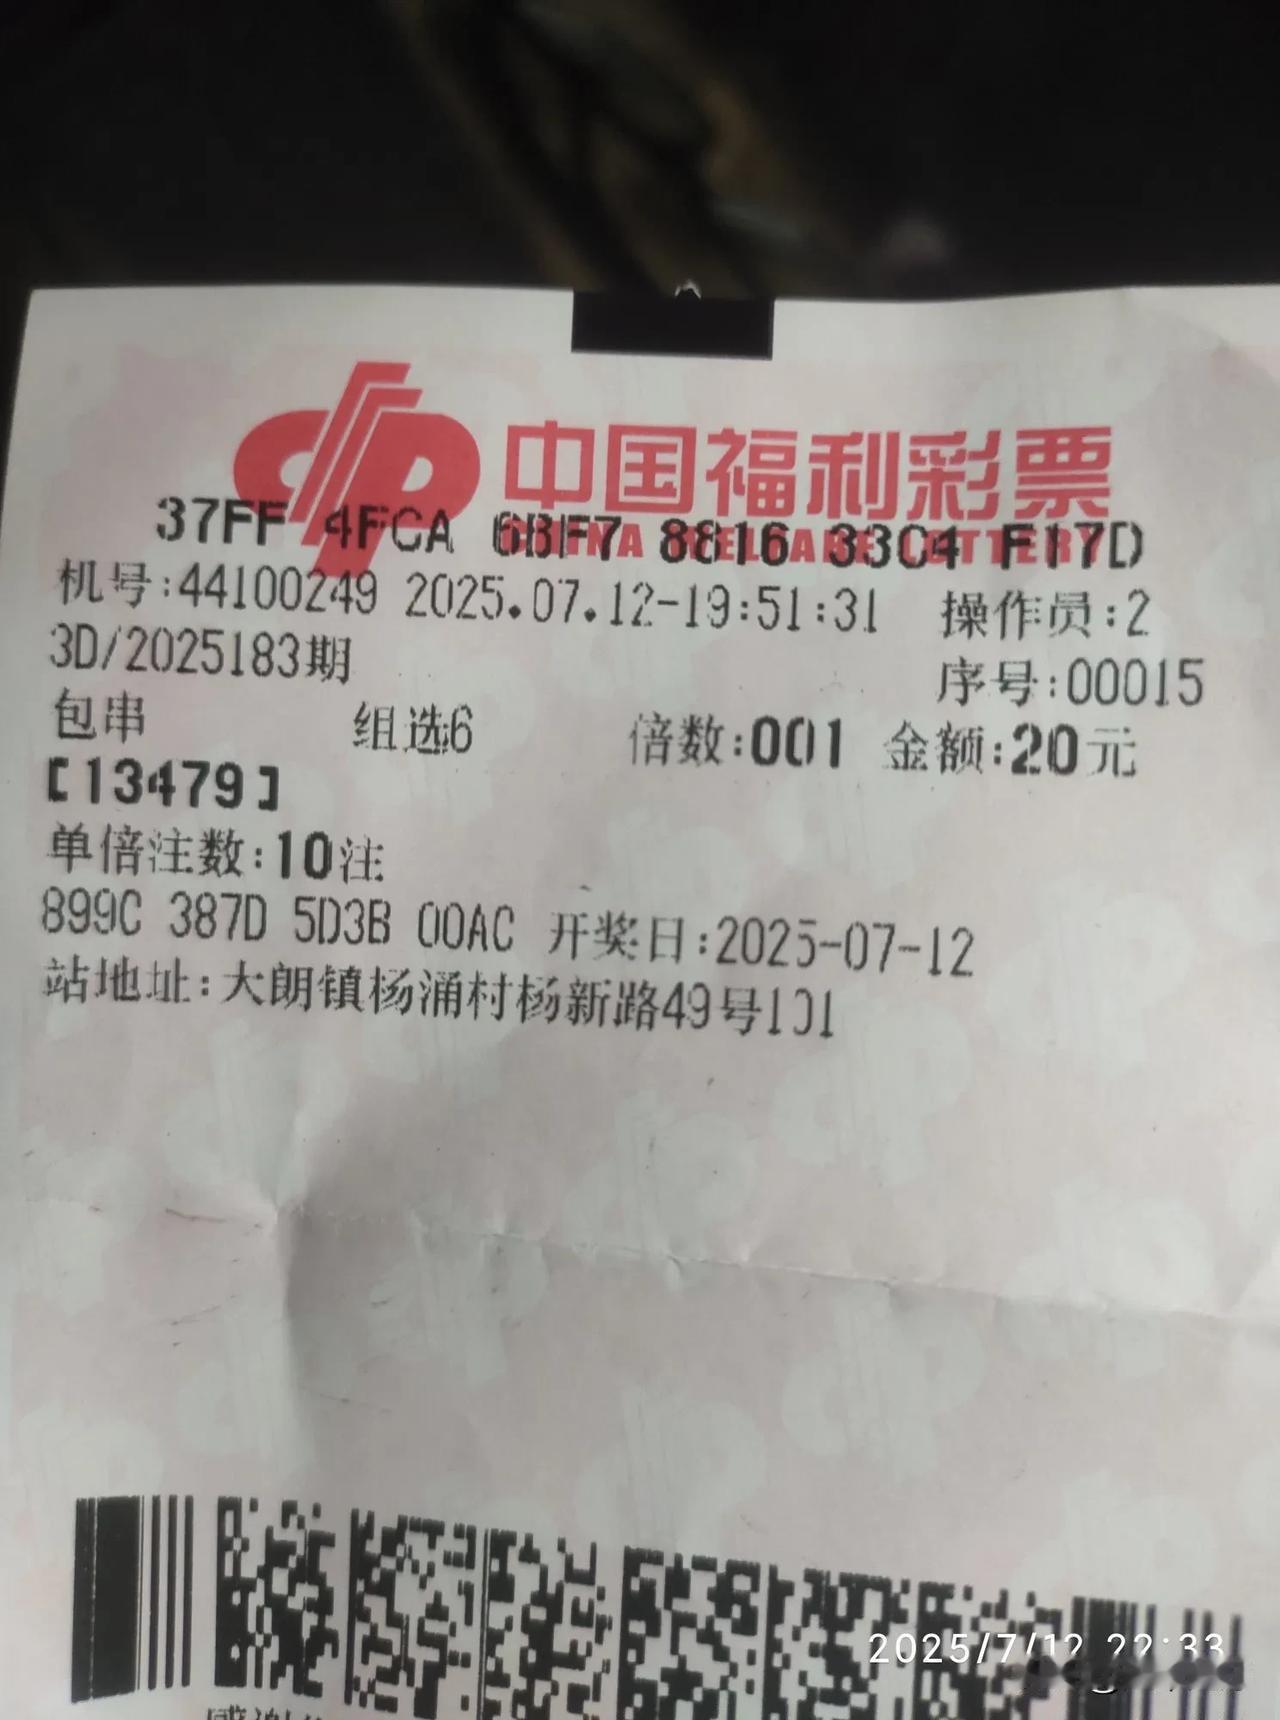 中国福利彩票
CHINA WELFARE LOTTERY
37FF 4FCA 6BF7 8816 33C4 F17D
机号:44100249 2025.07.12-19:51:31 操作员:2
3D/2025183期 序号:00015
包串 组选6 倍数:001 金额:20元
[13479]
单倍注数:10注
899C 387D 5D3B 00AC 开奖日:2025-07-12
站地址:大朗镇杨涌村杨新路49号101
2025/7/12 22:33